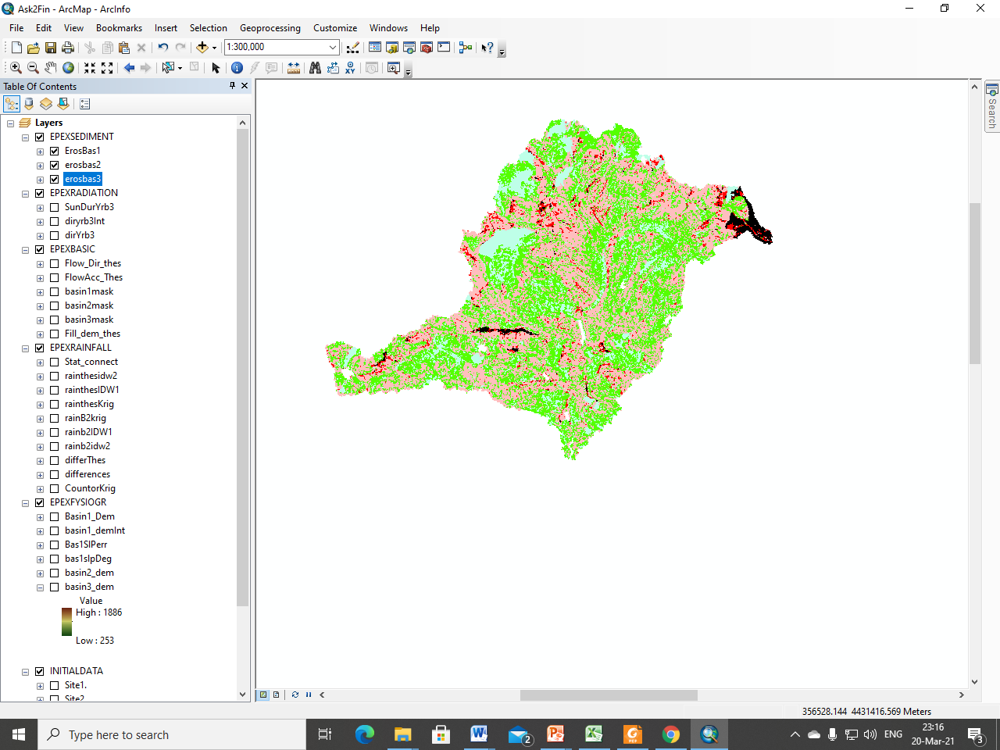 Ask2Fin - ArcMap - ArcInfo
File Edit View Bookmarks Insert Selection Geoprocessing Customize Windows Help
1:300,000
Table Of Contents
Layers
EPEXSEDIMENT
ErosBas1
erosbas2
erosbas3
EPEXRADIATION
SunDurYrb3
diryrb3Int
dirYrb3
EPEXBASIC
Flow_Dir_thes
FlowAcc_Thes
basin1mask
basin2mask
basin3mask
Fill_dem_thes
EPEXRAINFALL
Stat_connect
rainthesidw2
rainthesIDW1
rainthesKrig
rainB2krig
rainb2IDW1
rainb2idw2
differThes
differences
CountorKrig
EPEXFYSIOGR
Basin1_Dem
basin1_demInt
Bas1SlPerr
bas1slpDeg
basin2_dem
basin3_dem
Value
High : 1886
Low : 253
INITIALDATA
Site1.
Site2
Search
356528.144 4431416.569 Meters
Type here to search
2
ENG
23:16
20-Mar-21
3